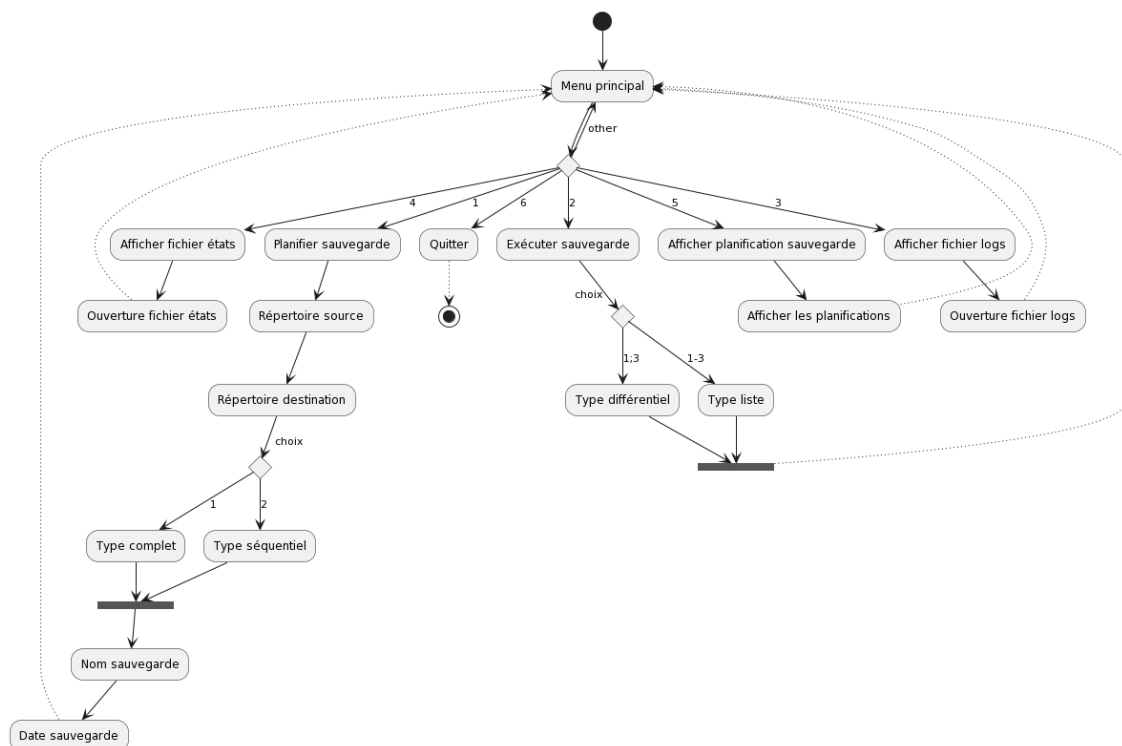 Menu principal
other
4
1
6
2
5
3
Afficher fichier états
Planifier sauvegarde
Quitter
Exécuter sauvegarde
Afficher planification sauvegarde
Afficher fichier logs
choix
Ouverture fichier états
Répertoire source
Afficher les planifications
Ouverture fichier logs
1;3
1-3
Répertoire destination
Type différentiel
Type liste
choix
1
2
Type complet
Type séquentiel
Nom sauvegarde
Date sauvegarde